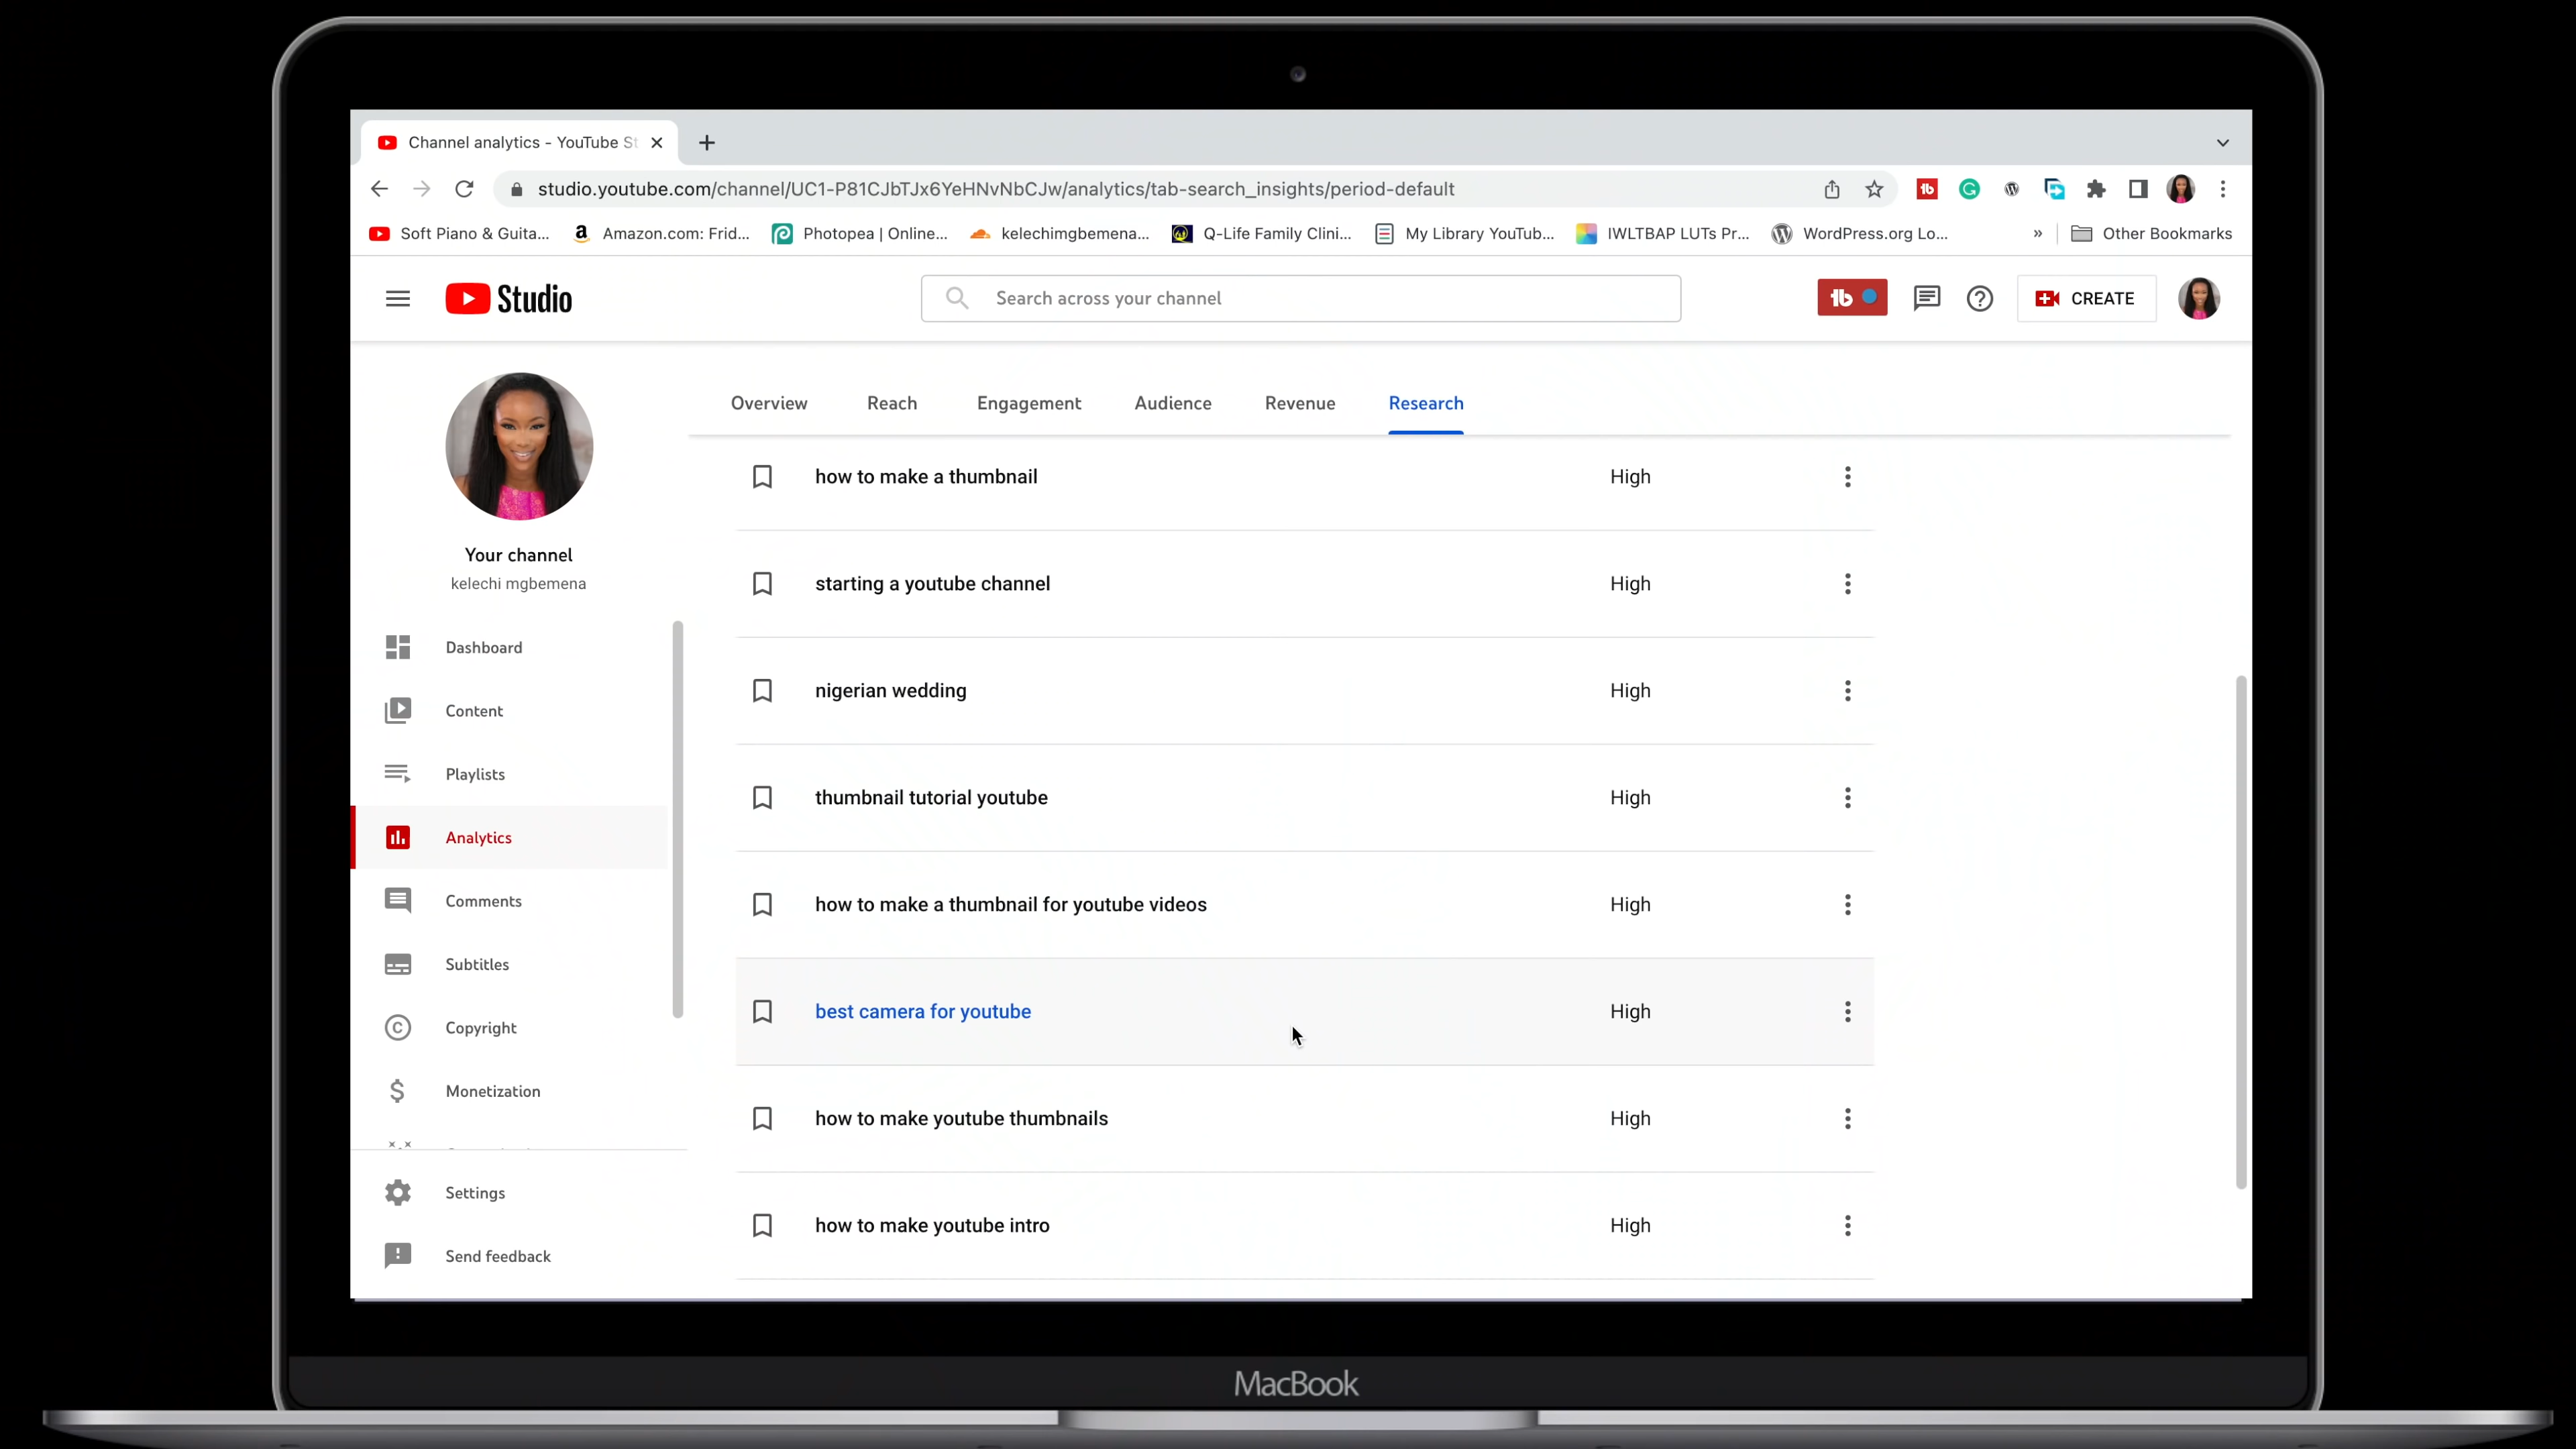 Channel analytics - YouTube St
studio.youtube.com/channel/UC1-P81CJbTJx6YeHNvNbCJw/analytics/tab-search_insights/period-default
Soft Piano & Guita... Amazon.com: Frid... Photopea | Online... kelechimgbemena... Q-Life Family Clini... My Library YouTub... IWLTBAP LUTs Pr... WordPress.org Lo... » Other Bookmarks
Studio
Search across your channel
CREATE
Overview Reach Engagement Audience Revenue Research
Your channel
kelechi mgbemena
Dashboard
Content
Playlists
Analytics
Comments
Subtitles
Copyright
Monetization
Settings
Send feedback
how to make a thumbnail High
starting a youtube channel High
nigerian wedding High
thumbnail tutorial youtube High
how to make a thumbnail for youtube videos High
best camera for youtube High
how to make youtube thumbnails High
how to make youtube intro High
MacBook